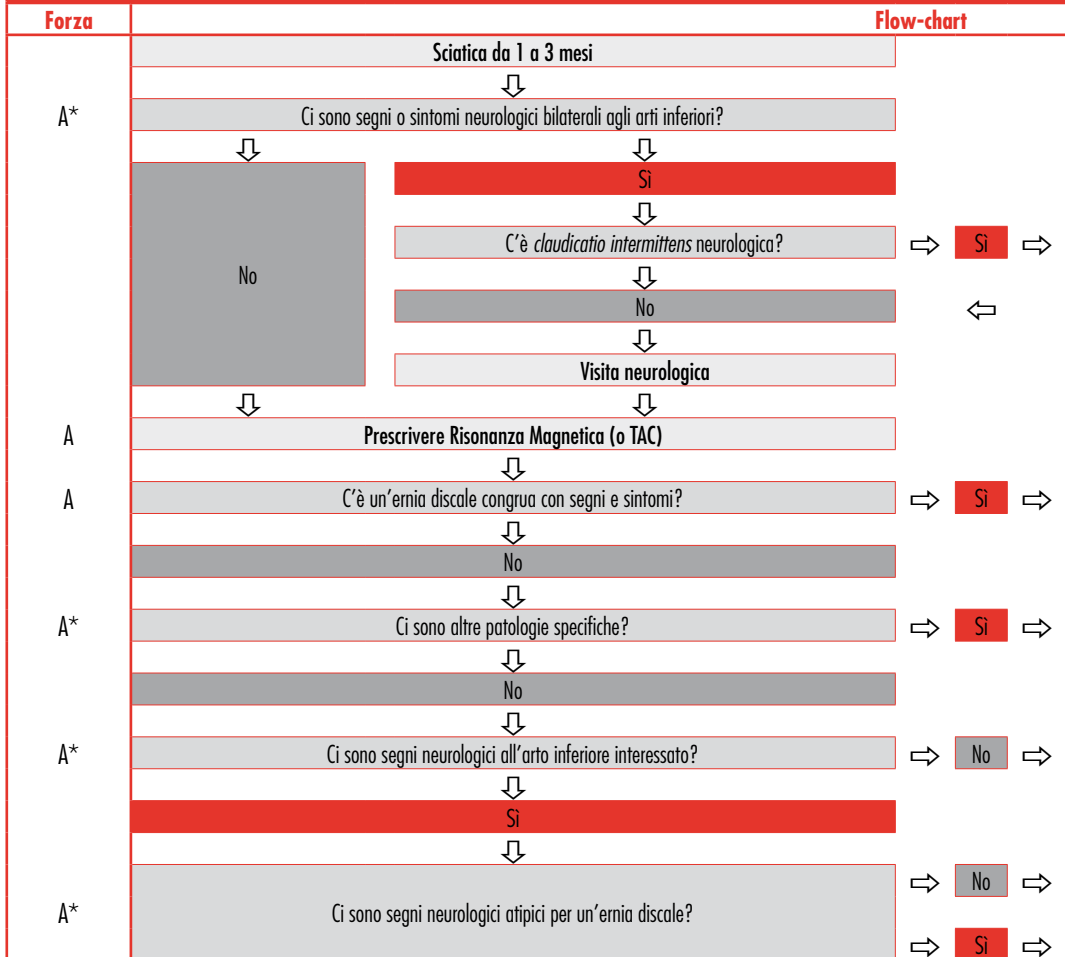 Forza Flow-chart
Sciatica da 1 a 3 mesi
A* Ci sono segni o sintomi neurologici bilaterali agli arti inferiori?
Sì
C'è claudicatio intermittens neurologica? Sì
No
No
Visita neurologica
A Prescrivere Risonanza Magnetica (o TAC)
A C'è un'ernia discale congrua con segni e sintomi? Sì
No
A* Ci sono altre patologie specifiche? Sì
No
A* Ci sono segni neurologici all'arto inferiore interessato? No
Sì
No
A* Ci sono segni neurologici atipici per un'ernia discale?
Sì